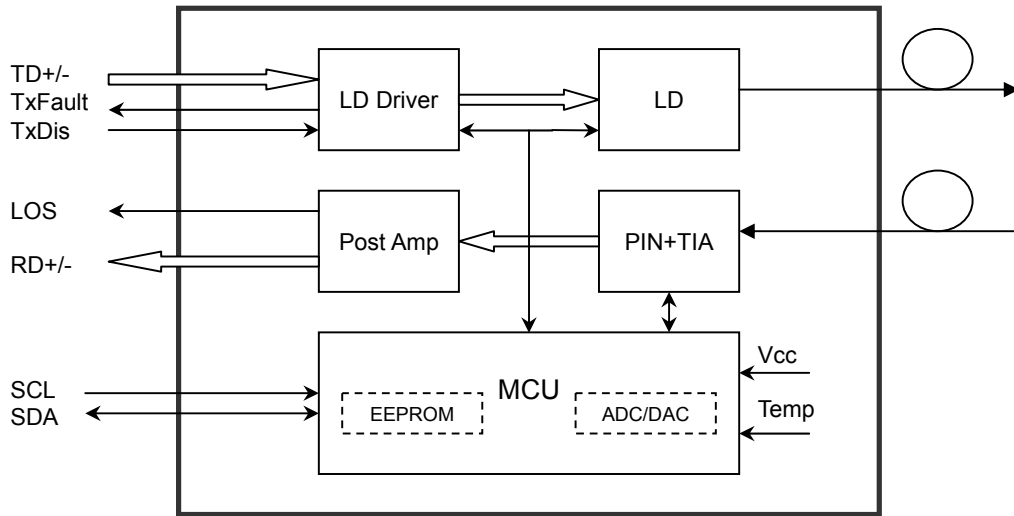 TD+/-
TxFault
TxDis
LD Driver
LD
LOS
RD+/-
Post Amp
PIN+TIA
SCL
SDA
MCU
EEPROM
ADC/DAC
Vcc
Temp